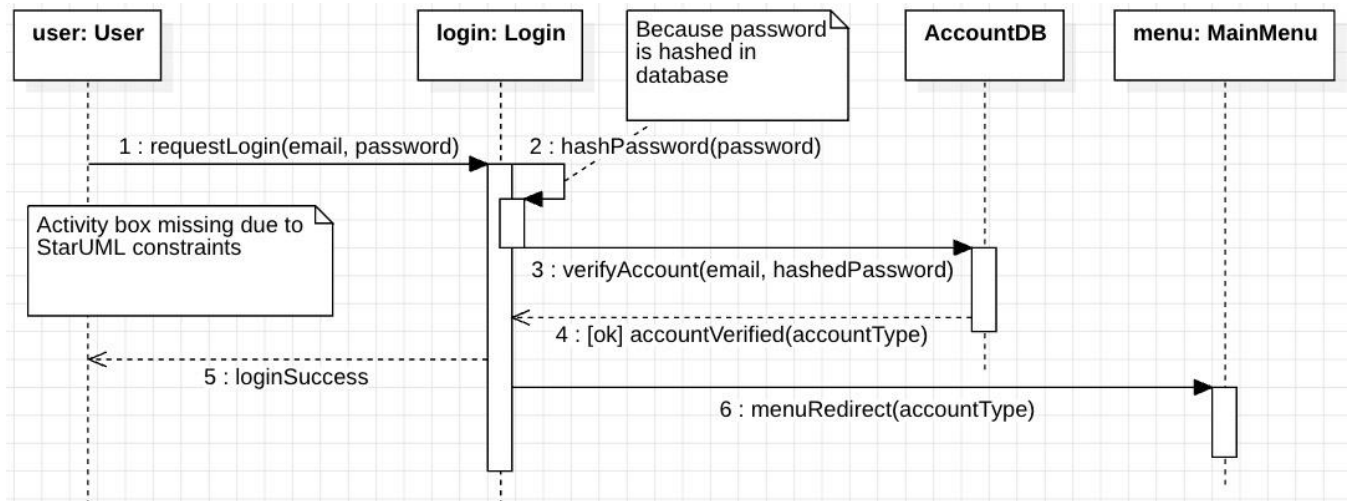 user: User
login: Login
Because password
is hashed in
database
AccountDB
menu: MainMenu
1 : requestLogin(email, password)
2 : hashPassword(password)
Activity box missing due to
StarUML constraints
3 : verifyAccount(email, hashedPassword)
4 : [ok] accountVerified(accountType)
5 : loginSuccess
6 : menuRedirect(accountType)